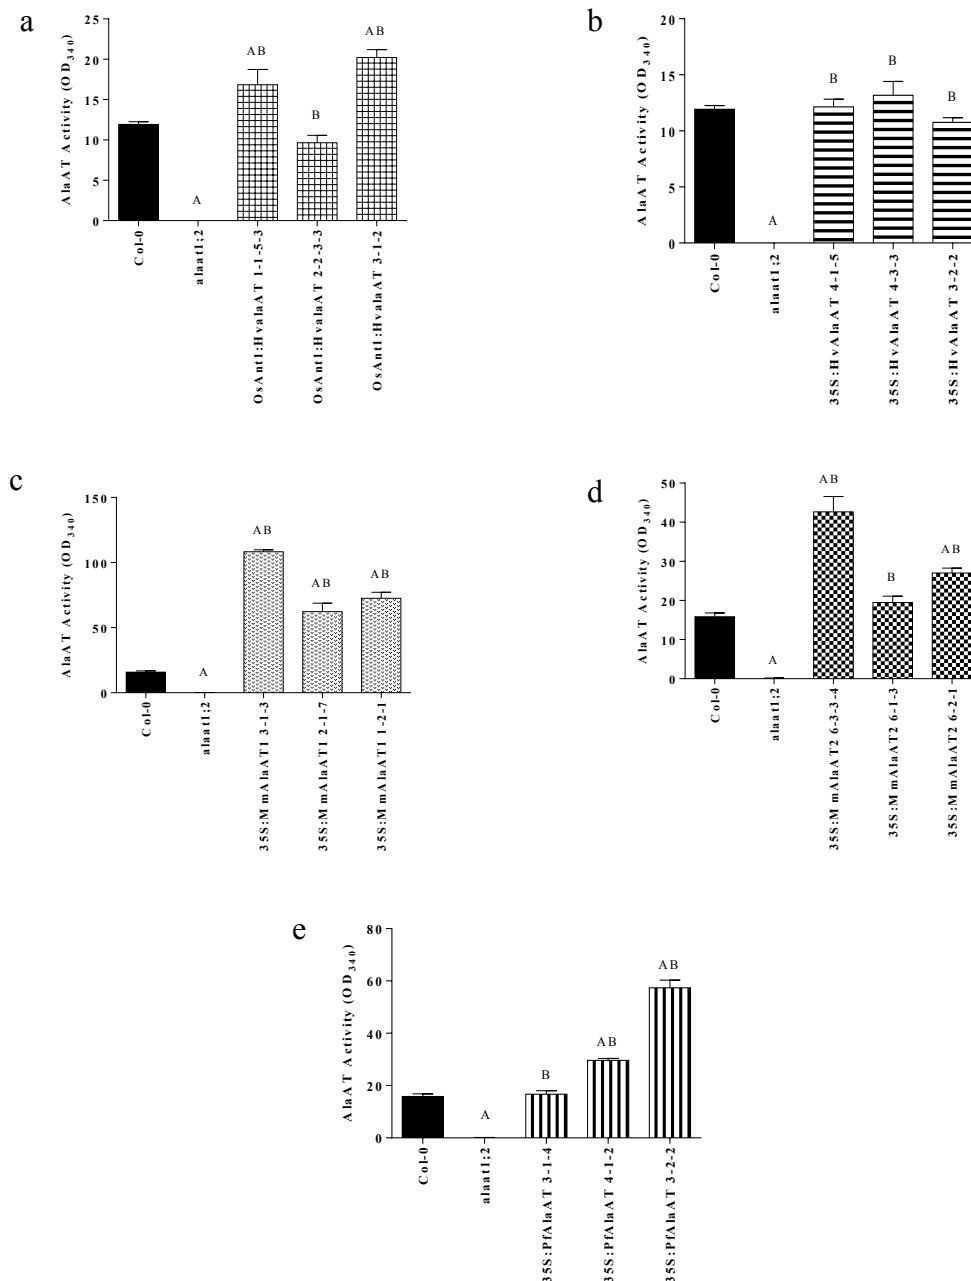 a
AlaAT Activity (OD340)
25
20
15
10
5
0
AB
A
AB
B
Col-0
alaat1;2
OsAnt1:HvalaAT 1-1-5-3
OsAnt1:HvalaAT 2-2-3-3
OsAnt1:HvalaAT 3-1-2
b
AlaAT Activity (OD340)
20
15
10
5
0
A
B
B
B
Col-0
alaat1;2
35S:HvAlaAT 4-1-5
35S:HvAlaAT 4-3-3
35S:HvAlaAT 3-2-2
c
AlaAT Activity (OD340)
150
100
50
0
A
AB
AB
AB
Col-0
alaat1;2
35S:MmAlaAT1 3-1-3
35S:MmAlaAT1 2-1-7
35S:MmAlaAT1 1-2-1
d
AlaAT Activity (OD340)
50
40
30
20
10
0
A
AB
B
AB
Col-0
alaat1;2
35S:MmAlaAT2 6-3-3-4
35S:MmAlaAT2 6-1-3
35S:MmAlaAT2 6-2-1
e
AlaAT Activity (OD340)
80
60
40
20
0
A
B
AB
AB
Col-0
alaat1;2
35S:PfAlaAT 3-1-4
35S:PfAlaAT 4-1-2
35S:PfAlaAT 3-2-2